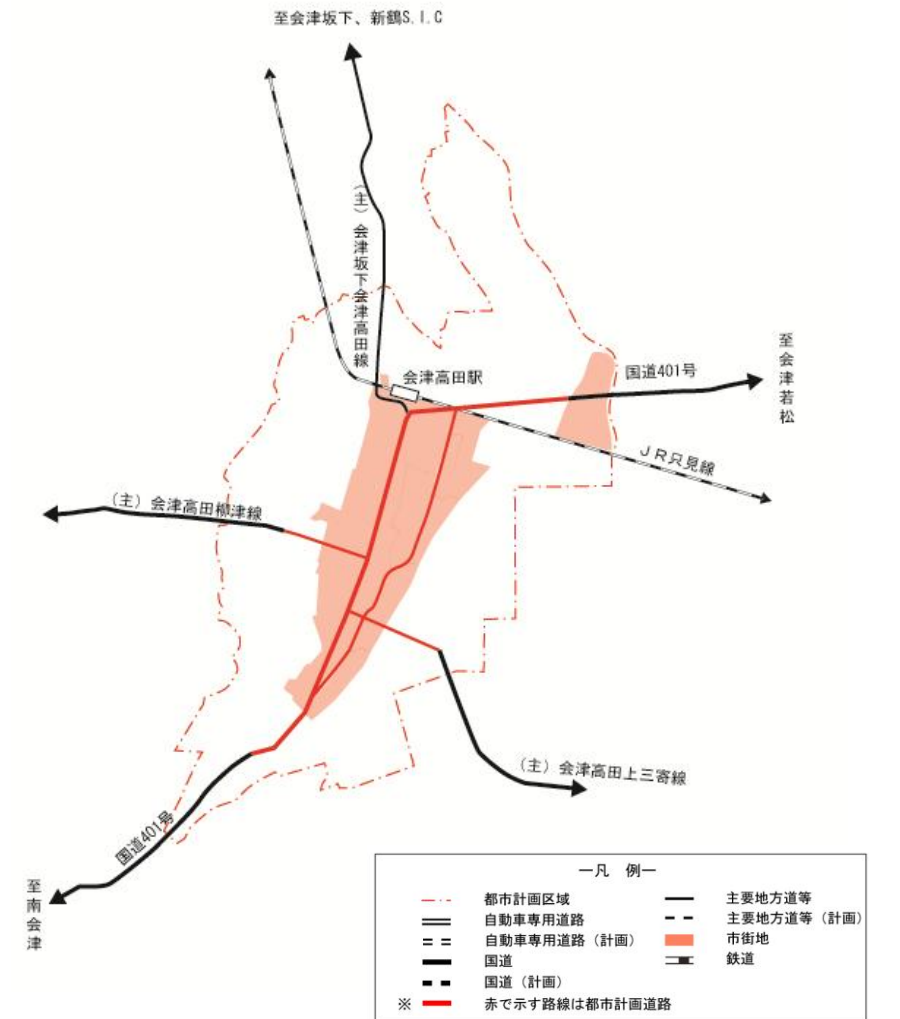 至会津坂下、新鶴S.I.C
(主)会津坂下会津高田線
会津高田駅
国道401号
至会津若松
JR只見線
(主)会津高田柳津線
(主)会津高田上三寄線
国道401号
至南会津
―凡 例―
都市計画区域
自動車専用道路
自動車専用道路(計画)
国道
国道(計画)
※ 赤で示す路線は都市計画道路
主要地方道等
主要地方道等(計画)
市街地
鉄道